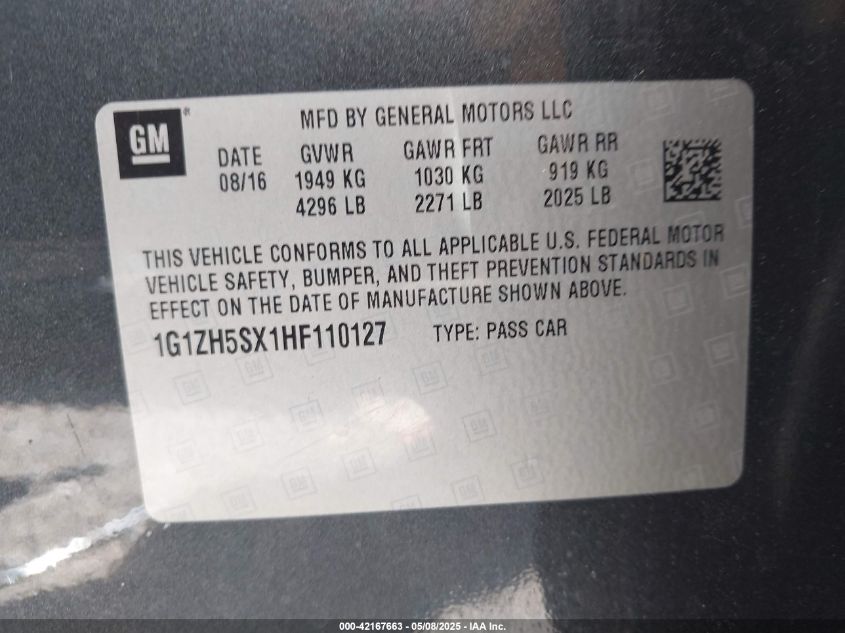 GM
MFD BY GENERAL MOTORS LLC
DATE GVWR GAWR FRT GAWR RR
08/16 1949 KG 1030 KG 919 KG
4296 LB 2271 LB 2025 LB
THIS VEHICLE CONFORMS TO ALL APPLICABLE U.S. FEDERAL MOTOR
VEHICLE SAFETY, BUMPER, AND THEFT PREVENTION STANDARDS IN
EFFECT ON THE DATE OF MANUFACTURE SHOWN ABOVE.
1G1ZH5SX1HF110127 TYPE: PASS CAR
000-42167663 - 05/08/2025 - IAA Inc.